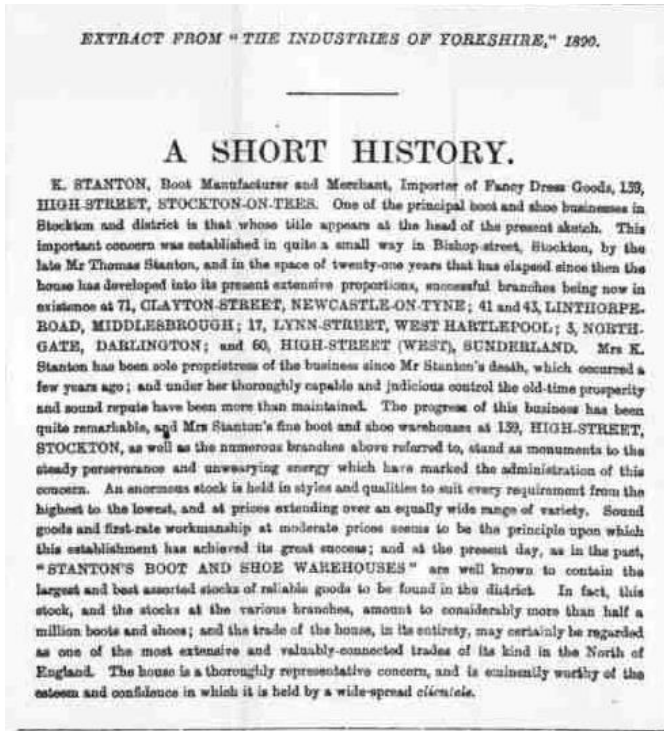 EXTRACT FROM "THE INDUSTRIES OF YORKSHIRE," 1890.
A SHORT HISTORY.
K. STANTON, Boot Manufacturer and Merchant, Importer of Fancy Dress Goods, 139,
HIGH-STREET, STOCKTON-ON-TEES. One of the principal boot and shoe businesses in
Stockton and district is that whose title appears at the head of the present sketch. This
important concern was established in quite a small way in Bishop-street, Stockton, by the
late Mr Thomas Stanton, and in the space of twenty-one years that has elapsed since then the
house has developed into its present extensive proportions, successful branches being now in
existence at 71, CLAYTON-STREET, NEWCASTLE-ON-TYNE; 41 and 43, LINTHORPE-
ROAD, MIDDLESBROUGH; 17, LYNN-STREET, WEST HARTLEPOOL; 3, NORTH-
GATE, DARLINGTON; and 60, HIGH-STREET (WEST), SUNDERLAND. Mrs K.
Stanton has been sole proprietress of the business since Mr Stanton's death, which occurred a
few years ago; and under her thoroughly capable and judicious control the old-time prosperity
and sound repute have been more than maintained. The progress of this business has been
quite remarkable, and Mrs Stanton's fine boot and shoe warehouses at 139, HIGH-STREET,
STOCKTON, as well as the numerous branches above referred to, stand as monuments to the
steady perseverance and unwearying energy which have marked the administration of this
concern. An enormous stock is held in styles and qualities to suit every requirement from the
highest to the lowest, and at prices extending over an equally wide range of variety. Sound
goods and first-rate workmanship at moderate prices seems to be the principle upon which
this establishment has achieved its great success; and at the present day, as in the past,
"STANTON'S BOOT AND SHOE WAREHOUSES" are well known to contain the
largest and best assorted stocks of reliable goods to be found in the district. In fact, this
stock, and the stocks at the various branches, amount to considerably more than half a
million boots and shoes; and the trade of the house, in its entirety, may certainly be regarded
as one of the most extensive and valuably-connected trades of its kind in the North of
England. The house is a thoroughly representative concern, and is eminently worthy of the
esteem and confidence in which it is held by a wide-spread clientele.